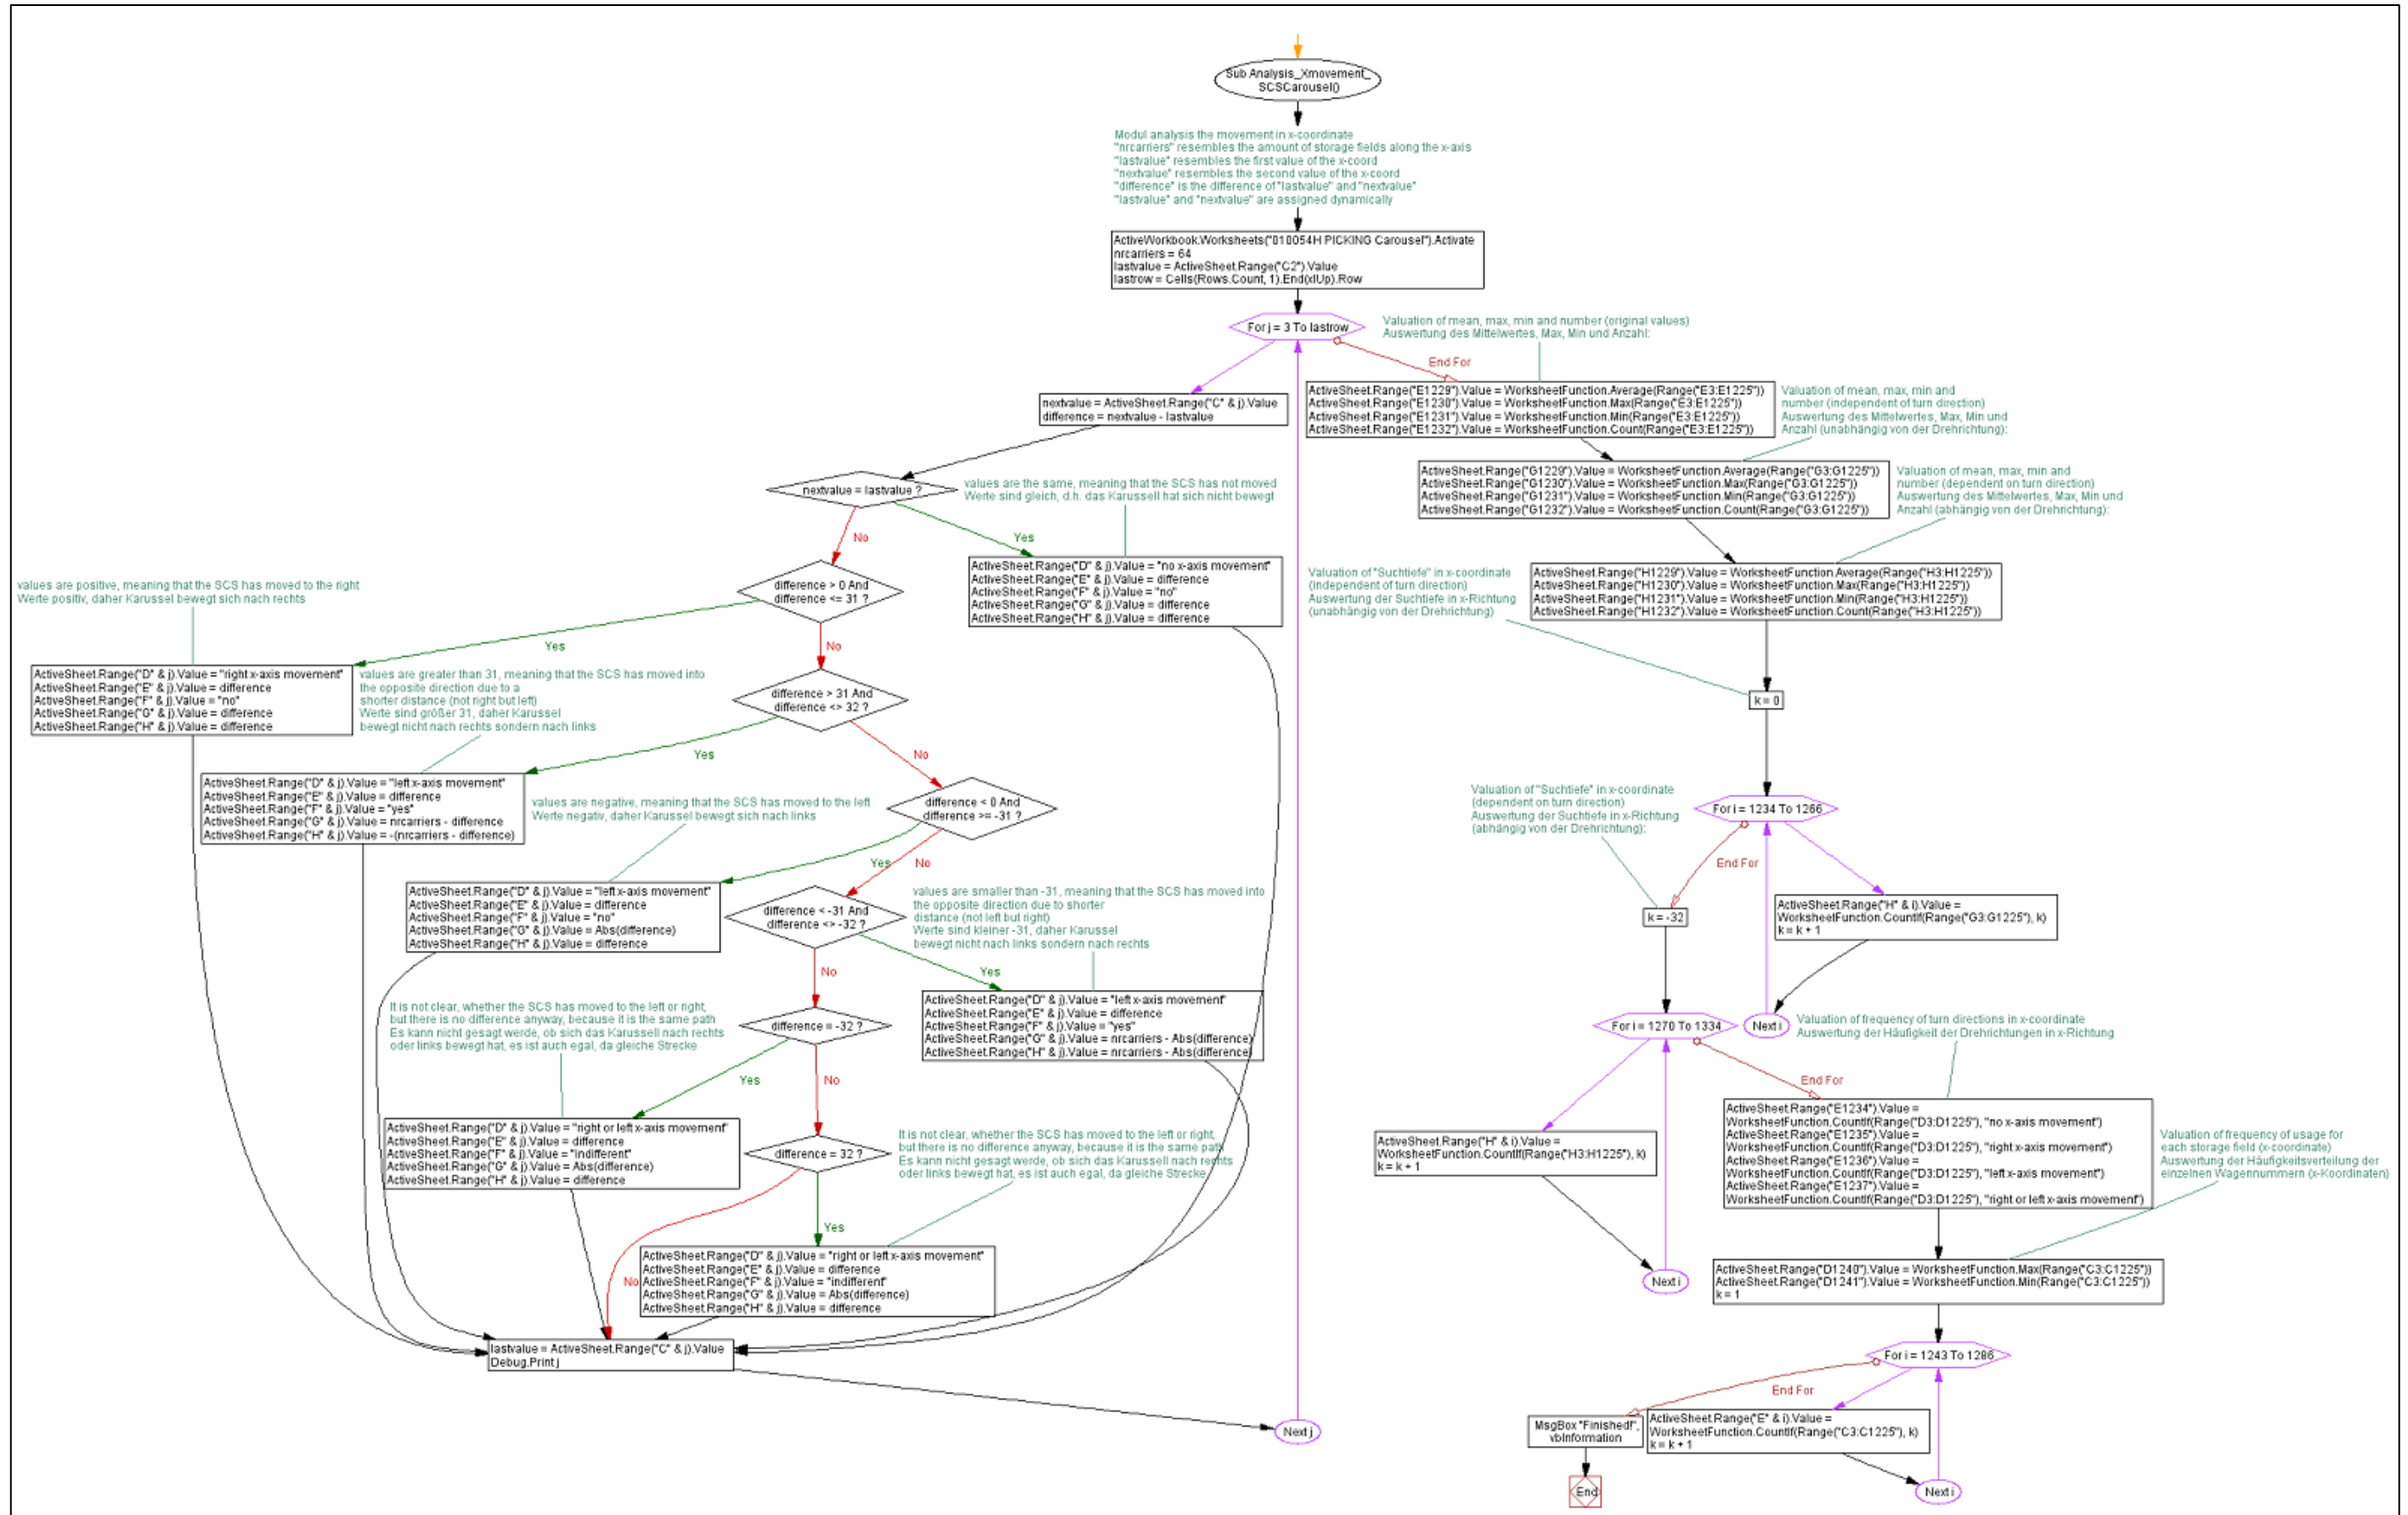 Sub Analysis_Xmovement_
SCSCarousel()
Modul analysis the movement in x-coordinate
"nrcarriers" resembles the amount of storage fields along the x-axis
"lastvalue" resembles the first value of the x-coord
"nextvalue" resembles the second value of the x-coord
"difference" is the difference of "lastvalue" and "nextvalue"
"lastvalue" and "nextvalue" are assigned dynamically
ActiveWorkbook.Worksheets("010054H PICKING Carousel").Activate
nrcarriers = 64
lastvalue = ActiveSheet.Range("C2").Value
lastrow = Cells(Rows.Count, 1).End(xlUp).Row
For j = 3 To lastrow
nextvalue = ActiveSheet.Range("C" & j).Value
difference = nextvalue - lastvalue
nextvalue = lastvalue ?
values are the same, meaning that the SCS has not moved
Werte sind gleich, d.h. das Karussell hat sich nicht bewegt
No
Yes
ActiveSheet.Range("D" & j).Value = "no x-axis movement"
ActiveSheet.Range("E" & j).Value = difference
ActiveSheet.Range("F" & j).Value = "no"
ActiveSheet.Range("G" & j).Value = difference
ActiveSheet.Range("H" & j).Value = difference
difference > 0 And
difference <= 31 ?
values are positive, meaning that the SCS has moved to the right
Werte positiv, daher Karussel bewegt sich nach rechts
Yes
No
ActiveSheet.Range("D" & j).Value = "right x-axis movement"
ActiveSheet.Range("E" & j).Value = difference
ActiveSheet.Range("F" & j).Value = "no"
ActiveSheet.Range("G" & j).Value = difference
ActiveSheet.Range("H" & j).Value = difference
values are greater than 31, meaning that the SCS has moved into
the opposite direction due to a
shorter distance (not right but left)
Werte sind größer 31, daher Karussel
bewegt nicht nach rechts sondern nach links
difference > 31 And
difference <> 32 ?
Yes
No
ActiveSheet.Range("D" & j).Value = "left x-axis movement"
ActiveSheet.Range("E" & j).Value = difference
ActiveSheet.Range("F" & j).Value = "yes"
ActiveSheet.Range("G" & j).Value = nrcarriers - difference
ActiveSheet.Range("H" & j).Value = -(nrcarriers - difference)
values are negative, meaning that the SCS has moved to the left
Werte negativ, daher Karussel bewegt sich nach links
difference < 0 And
difference >= -31 ?
Yes
No
ActiveSheet.Range("D" & j).Value = "left x-axis movement"
ActiveSheet.Range("E" & j).Value = difference
ActiveSheet.Range("F" & j).Value = "no"
ActiveSheet.Range("G" & j).Value = Abs(difference)
ActiveSheet.Range("H" & j).Value = difference
difference < -31 And
difference <> -32 ?
values are smaller than -31, meaning that the SCS has moved into
the opposite direction due to shorter
distance (not left but right)
Werte sind kleiner -31, daher Karussel
bewegt nicht nach links sondern nach rechts
No
Yes
ActiveSheet.Range("D" & j).Value = "left x-axis movement"
ActiveSheet.Range("E" & j).Value = difference
ActiveSheet.Range("F" & j).Value = "yes"
ActiveSheet.Range("G" & j).Value = nrcarriers - Abs(difference)
ActiveSheet.Range("H" & j).Value = nrcarriers - Abs(difference)
It is not clear, whether the SCS has moved to the left or right,
but there is no difference anyway, because it is the same path
Es kann nicht gesagt werde, ob sich das Karussell nach rechts
oder links bewegt hat, es ist auch egal, da gleiche Strecke
difference = -32 ?
Yes
No
ActiveSheet.Range("D" & j).Value = "right or left x-axis movement"
ActiveSheet.Range("E" & j).Value = difference
ActiveSheet.Range("F" & j).Value = "indifferent"
ActiveSheet.Range("G" & j).Value = Abs(difference)
ActiveSheet.Range("H" & j).Value = difference
difference = 32 ?
It is not clear, whether the SCS has moved to the left or right,
but there is no difference anyway, because it is the same path
Es kann nicht gesagt werde, ob sich das Karussell nach rechts
oder links bewegt hat, es ist auch egal, da gleiche Strecke
Yes
No
ActiveSheet.Range("D" & j).Value = "right or left x-axis movement"
ActiveSheet.Range("E" & j).Value = difference
ActiveSheet.Range("F" & j).Value = "indifferent"
ActiveSheet.Range("G" & j).Value = Abs(difference)
ActiveSheet.Range("H" & j).Value = difference
lastvalue = ActiveSheet.Range("C" & j).Value
Debug.Print j
Next j
Valuation of mean, max, min and number (original values)
Auswertung des Mittelwertes, Max, Min und Anzahl:
End For
ActiveSheet.Range("E1229").Value = WorksheetFunction.Average(Range("E3:E1225"))
ActiveSheet.Range("E1230").Value = WorksheetFunction.Max(Range("E3:E1225"))
ActiveSheet.Range("E1231").Value = WorksheetFunction.Min(Range("E3:E1225"))
ActiveSheet.Range("E1232").Value = WorksheetFunction.Count(Range("E3:E1225"))
Valuation of mean, max, min and
number (independent of turn direction)
Auswertung des Mittelwertes, Max, Min und
Anzahl (unabhängig von der Drehrichtung):
ActiveSheet.Range("G1229").Value = WorksheetFunction.Average(Range("G3:G1225"))
ActiveSheet.Range("G1230").Value = WorksheetFunction.Max(Range("G3:G1225"))
ActiveSheet.Range("G1231").Value = WorksheetFunction.Min(Range("G3:G1225"))
ActiveSheet.Range("G1232").Value = WorksheetFunction.Count(Range("G3:G1225"))
Valuation of mean, max, min and
number (dependent on turn direction)
Auswertung des Mittelwertes, Max, Min und
Anzahl (abhängig von der Drehrichtung):
ActiveSheet.Range("H1229").Value = WorksheetFunction.Average(Range("H3:H1225"))
ActiveSheet.Range("H1230").Value = WorksheetFunction.Max(Range("H3:H1225"))
ActiveSheet.Range("H1231").Value = WorksheetFunction.Min(Range("H3:H1225"))
ActiveSheet.Range("H1232").Value = WorksheetFunction.Count(Range("H3:H1225"))
Valuation of "Suchtiefe" in x-coordinate
(independent of turn direction)
Auswertung der Suchtiefe in x-Richtung
(unabhängig von der Drehrichtung)
k = 0
For i = 1234 To 1266
End For
ActiveSheet.Range("H" & i).Value =
WorksheetFunction.CountIf(Range("G3:G1225"), k)
k = k + 1
Next i
Valuation of "Suchtiefe" in x-coordinate
(dependent on turn direction)
Auswertung der Suchtiefe in x-Richtung
(abhängig von der Drehrichtung):
k = -32
For i = 1270 To 1334
End For
ActiveSheet.Range("H" & i).Value =
WorksheetFunction.CountIf(Range("H3:H1225"), k)
k = k + 1
Next i
Valuation of frequency of turn directions in x-coordinate
Auswertung der Häufigkeit der Drehrichtungen in x-Richtung
ActiveSheet.Range("E1234").Value =
WorksheetFunction.CountIf(Range("D3:D1225"), "no x-axis movement")
ActiveSheet.Range("E1235").Value =
WorksheetFunction.CountIf(Range("D3:D1225"), "right x-axis movement")
ActiveSheet.Range("E1236").Value =
WorksheetFunction.CountIf(Range("D3:D1225"), "left x-axis movement")
ActiveSheet.Range("E1237").Value =
WorksheetFunction.CountIf(Range("D3:D1225"), "right or left x-axis movement")
Valuation of frequency of usage for
each storage field (x-coordinate)
Auswertung der Häufigkeitsverteilung der
einzelnen Wagennummern (x-Koordinaten)
ActiveSheet.Range("D1240").Value = WorksheetFunction.Max(Range("C3:C1225"))
ActiveSheet.Range("D1241").Value = WorksheetFunction.Min(Range("C3:C1225"))
k = 1
For i = 1243 To 1286
End For
ActiveSheet.Range("E" & i).Value =
WorksheetFunction.CountIf(Range("C3:C1225"), k)
k = k + 1
Next i
MsgBox "Finished!",
vbInformation
End